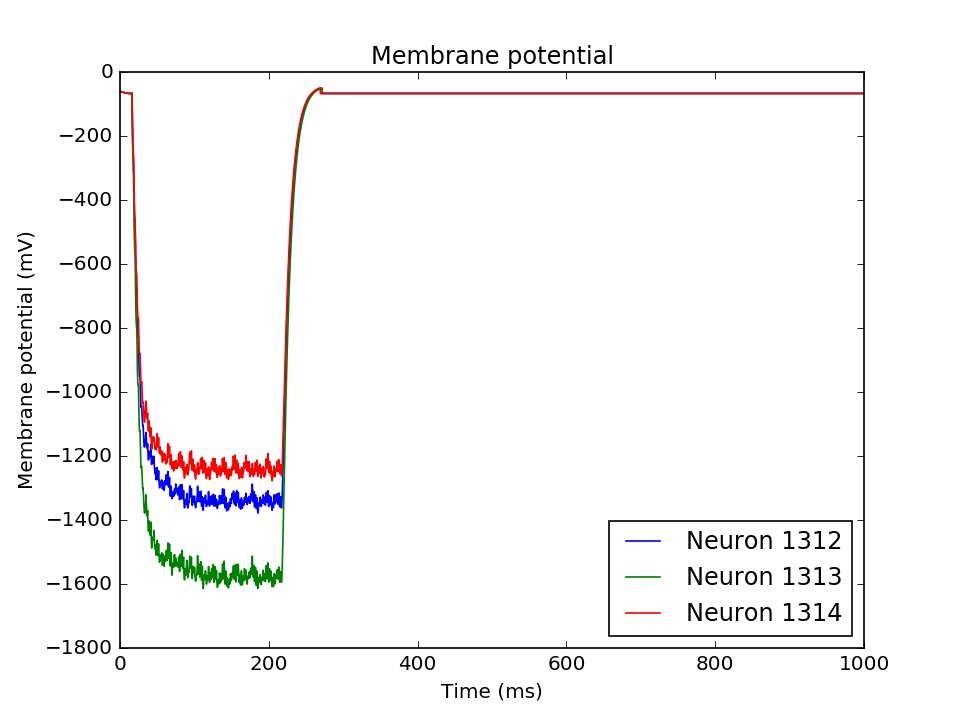 Membrane potential
0
−200
−400
−600
−800
−1000
−1200
−1400
−1600
−1800
Membrane potential (mV)
Neuron 1312
Neuron 1313
Neuron 1314
0 200 400 600 800 1000
Time (ms)